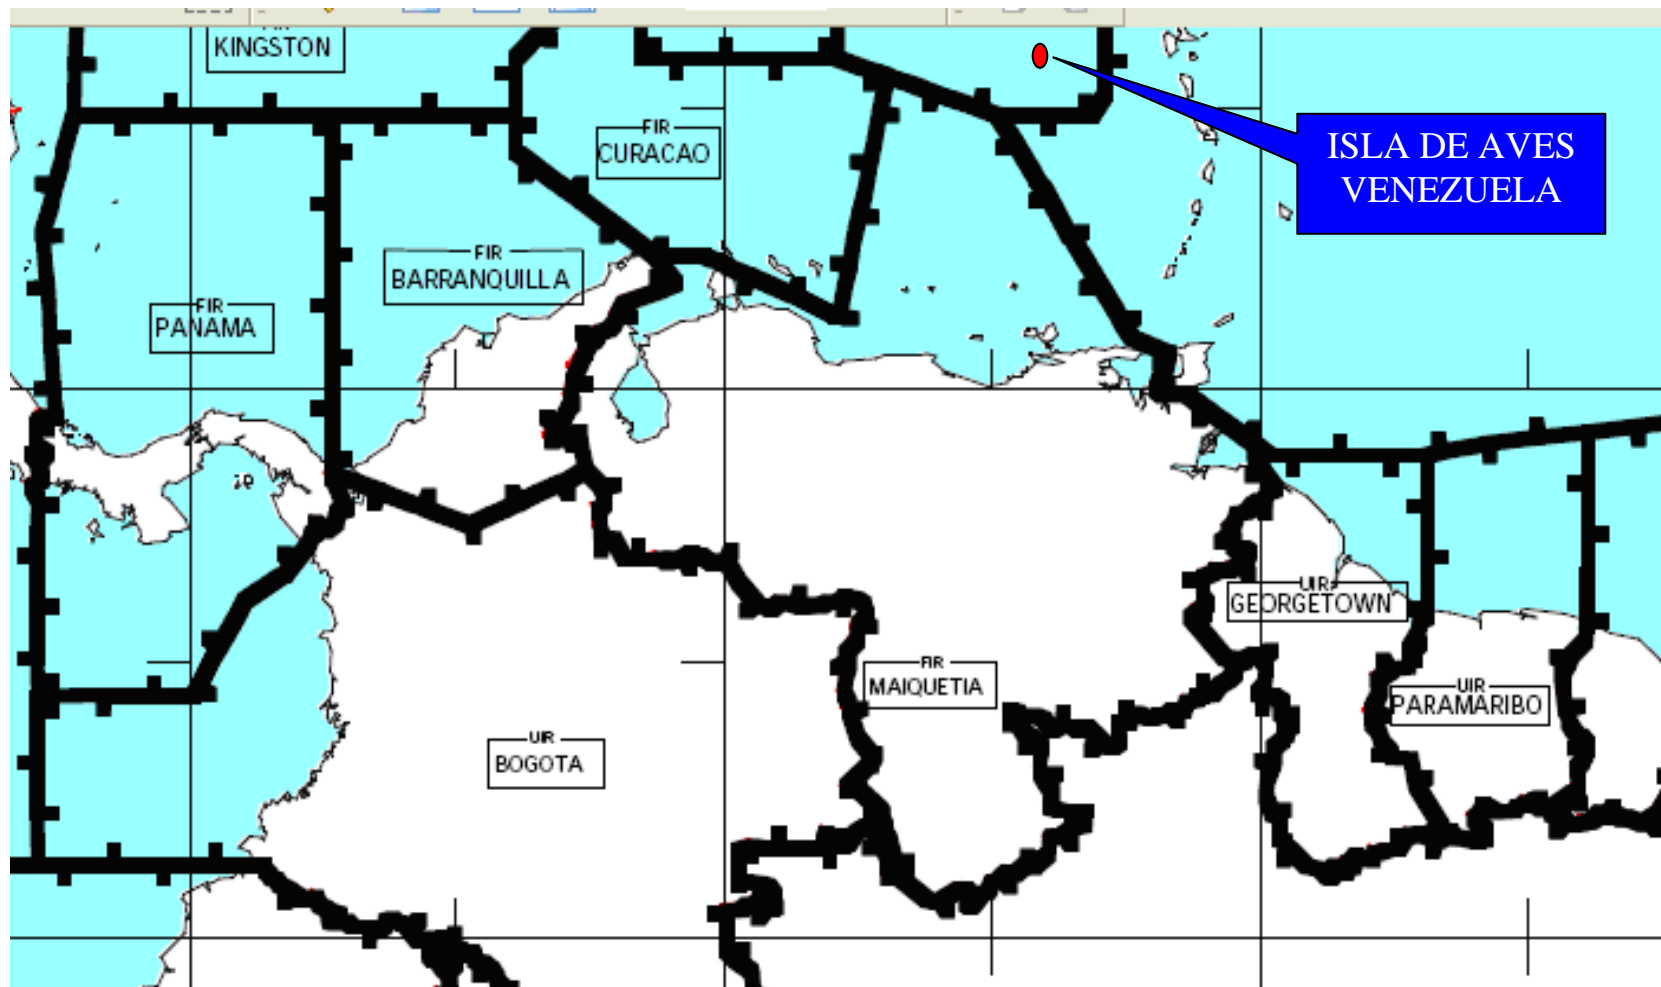 KINGSTON
FIR
CURACAO
ISLA DE AVES
VENEZUELA
FIR
BARRANQUILLA
FIR
PANAMA
UIR
GEORGETOWN
FIR
MAIQUETIA
UIR
PARAMARIBO
UIR
BOGOTA